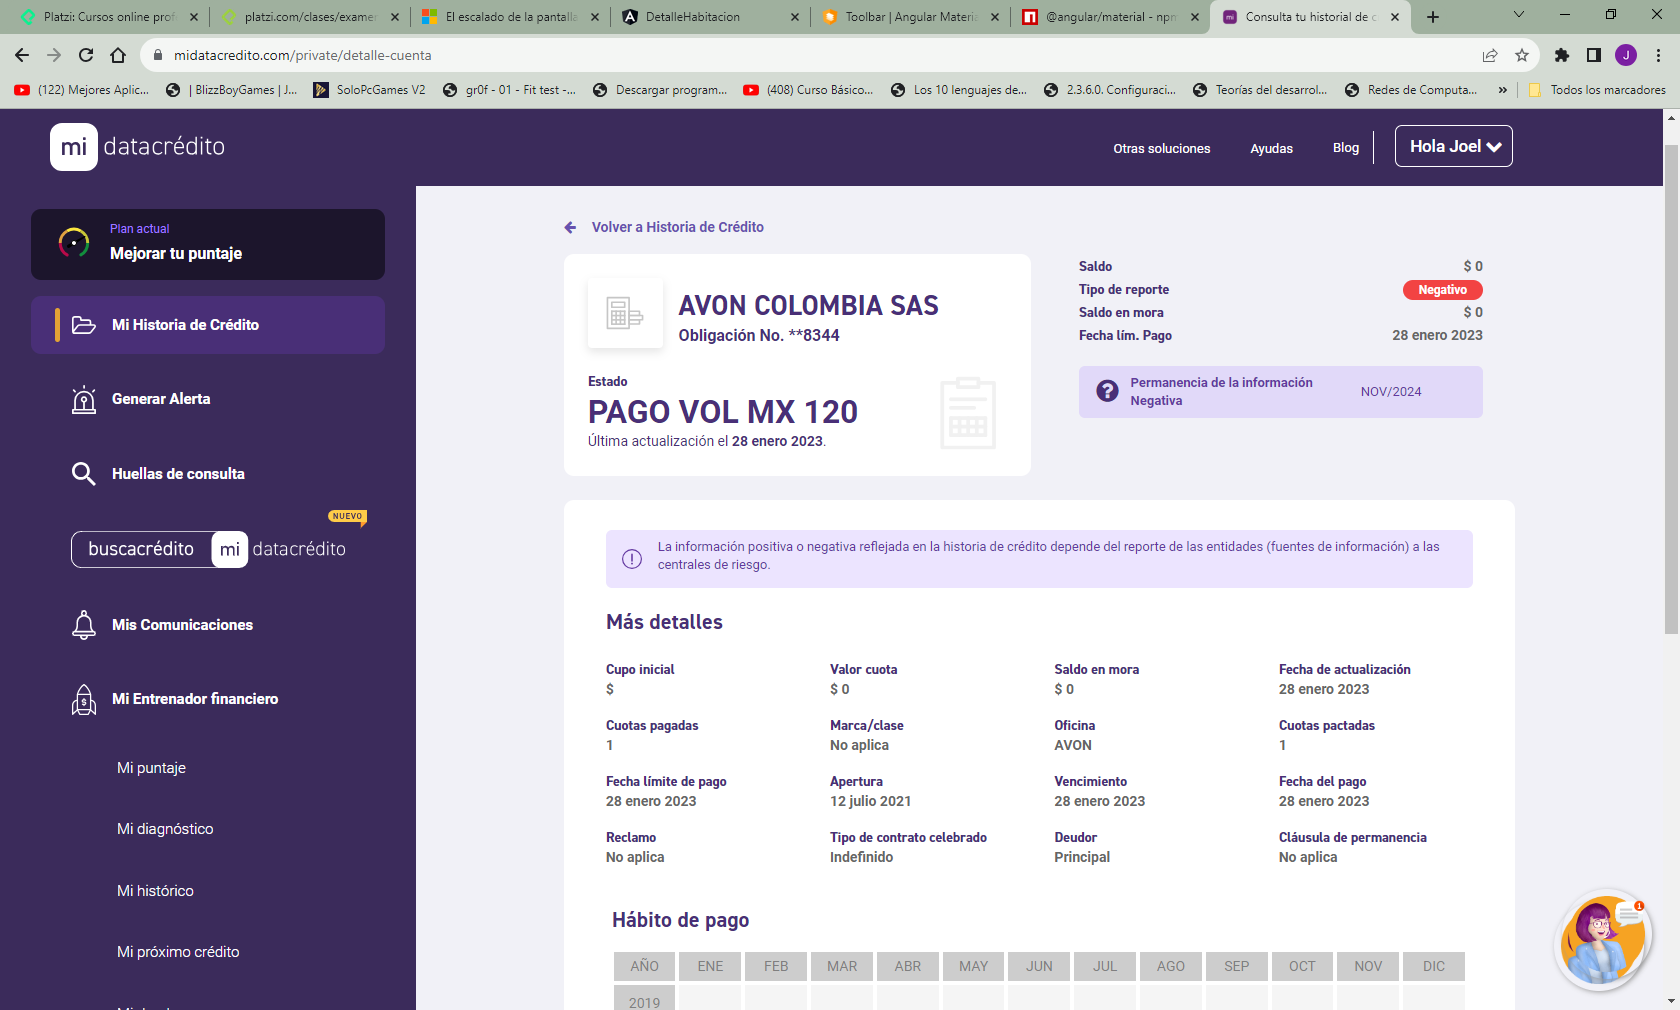 Platzi: Cursos online prof
platzi.com/clases/examen
El escalado de la pantalla
DetalleHabitacion
Toolbar | Angular Materia
@angular/material - npm
Consulta tu historial de c
midatacredito.com/private/detalle-cuenta
J
(122) Mejores Aplic...
| BlizzBoyGames | J...
SoloPcGames V2
gr0f - 01 - Fit test -...
Descargar program...
(408) Curso Básico...
Los 10 lenguajes de...
2.3.6.0. Configuraci...
Teorías del desarrol...
Redes de Computa...
»
Todos los marcadores
mi datacrédito
Otras soluciones
Ayudas
Blog
Hola Joel
Plan actual
Mejorar tu puntaje
Mi Historia de Crédito
Generar Alerta
Huellas de consulta
NUEVO
buscacrédito mi datacrédito
Mis Comunicaciones
Mi Entrenador financiero
Mi puntaje
Mi diagnóstico
Mi histórico
Mi próximo crédito
Volver a Historia de Crédito
AVON COLOMBIA SAS
Obligación No. **8344
Estado
PAGO VOL MX 120
Última actualización el 28 enero 2023.
Saldo $ 0
Tipo de reporte Negativo
Saldo en mora $ 0
Fecha lím. Pago 28 enero 2023
Permanencia de la información
Negativa
NOV/2024
La información positiva o negativa reflejada en la historia de crédito depende del reporte de las entidades (fuentes de información) a las
centrales de riesgo.
Más detalles
Cupo inicial Valor cuota Saldo en mora Fecha de actualización
$ $ 0 $ 0 28 enero 2023
Cuotas pagadas Marca/clase Oficina Cuotas pactadas
1 No aplica AVON 1
Fecha límite de pago Apertura Vencimiento Fecha del pago
28 enero 2023 12 julio 2021 28 enero 2023 28 enero 2023
Reclamo Tipo de contrato celebrado Deudor Cláusula de permanencia
No aplica Indefinido Principal No aplica
Hábito de pago
AÑO ENE FEB MAR ABR MAY JUN JUL AGO SEP OCT NOV DIC
2019
1